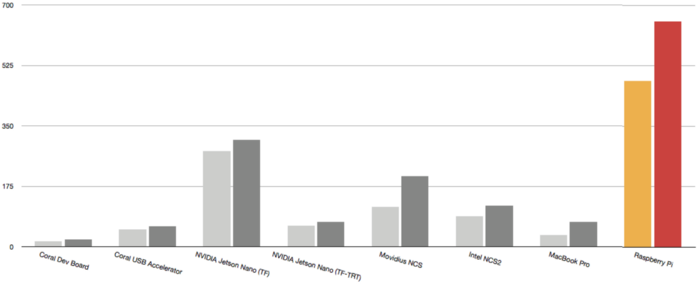 700
525
350
175
0
Coral Dev Board
Coral USB Accelerator
NVIDIA Jetson Nano (TF)
NVIDIA Jetson Nano (TF-TRT)
Movidius NCS
Intel NCS2
MacBook Pro
Raspberry Pi